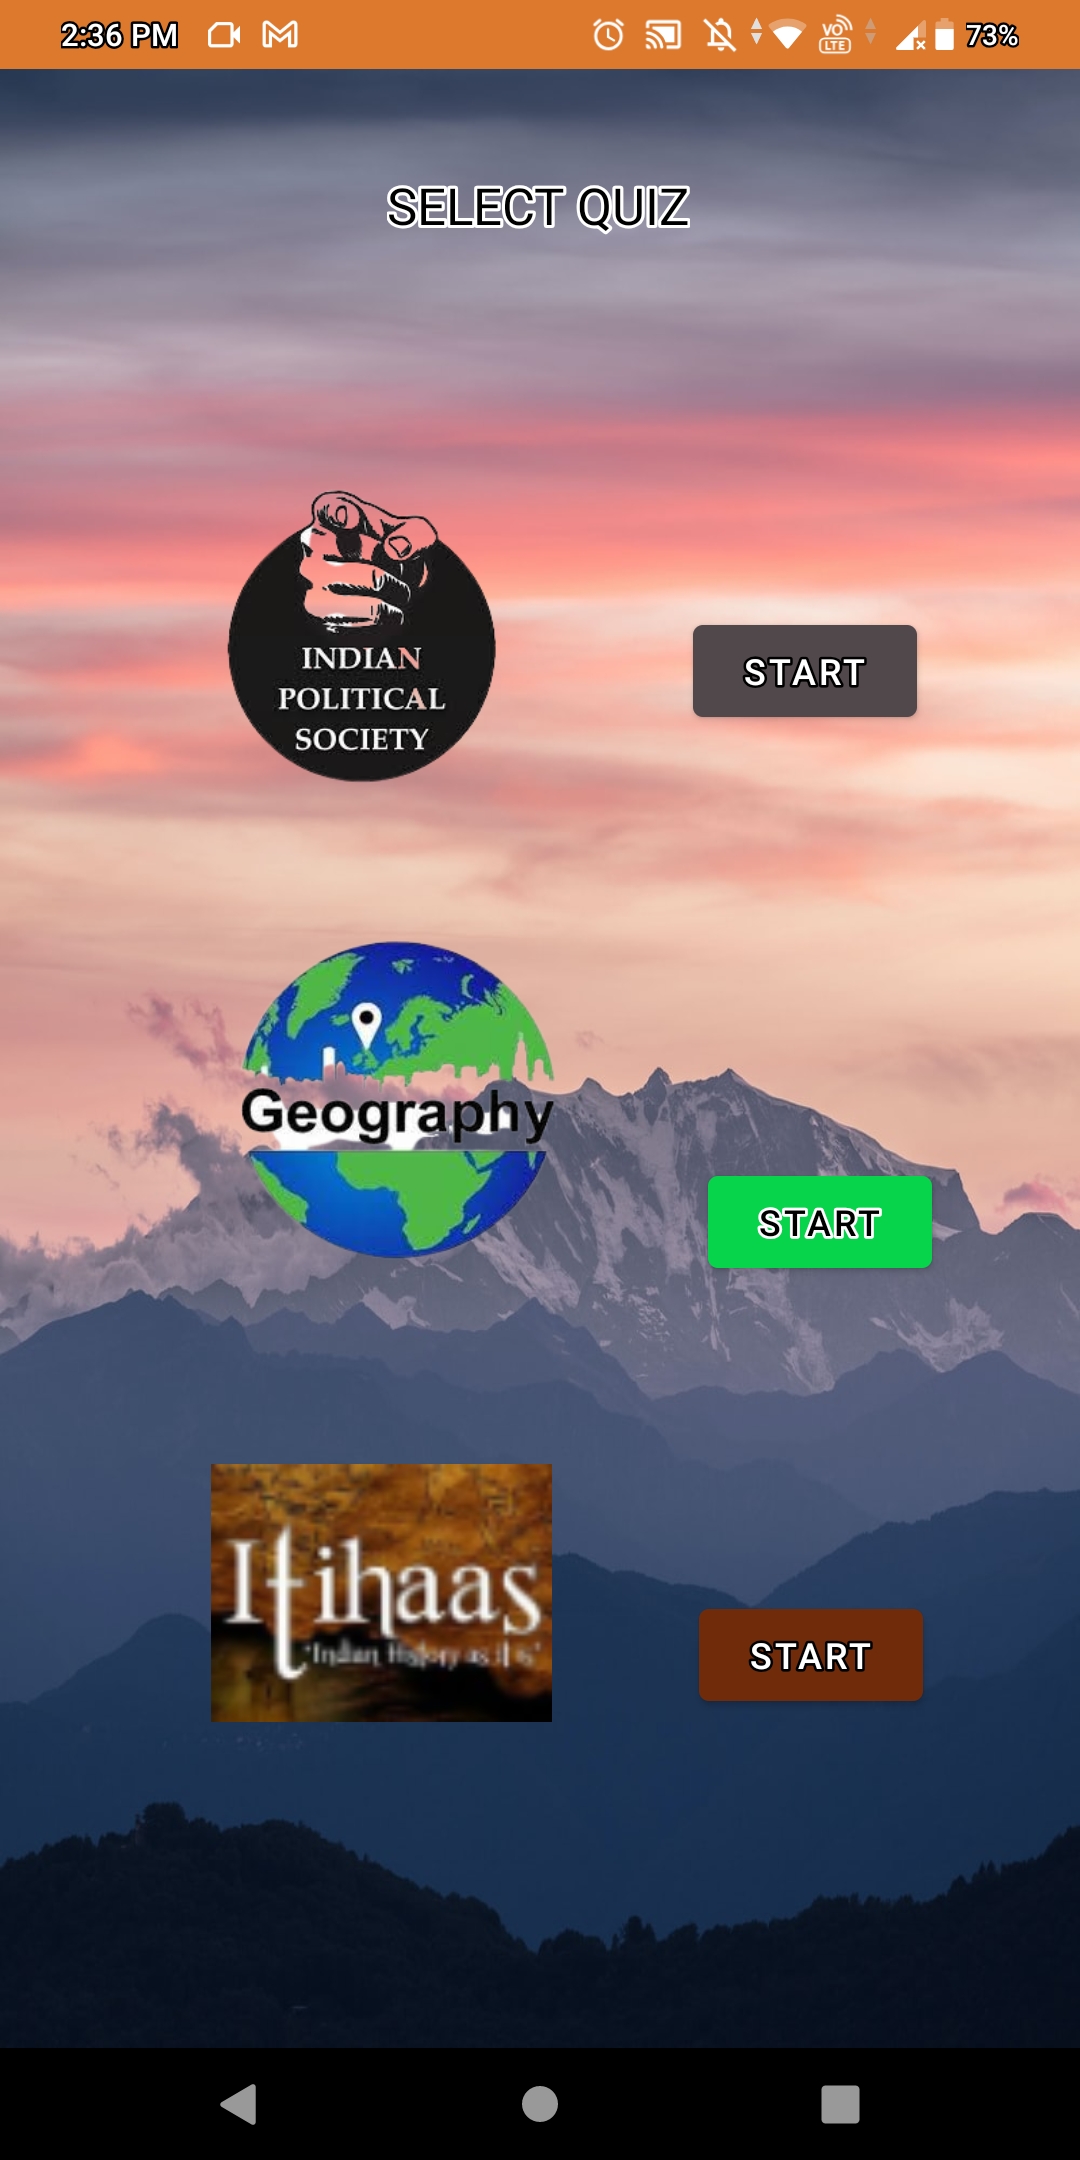 2:36 PM
VO LTE
73%
SELECT QUIZ
INDIAN
POLITICAL
SOCIETY
START
Geography
START
Itihaas
"Indian History as it is"
START